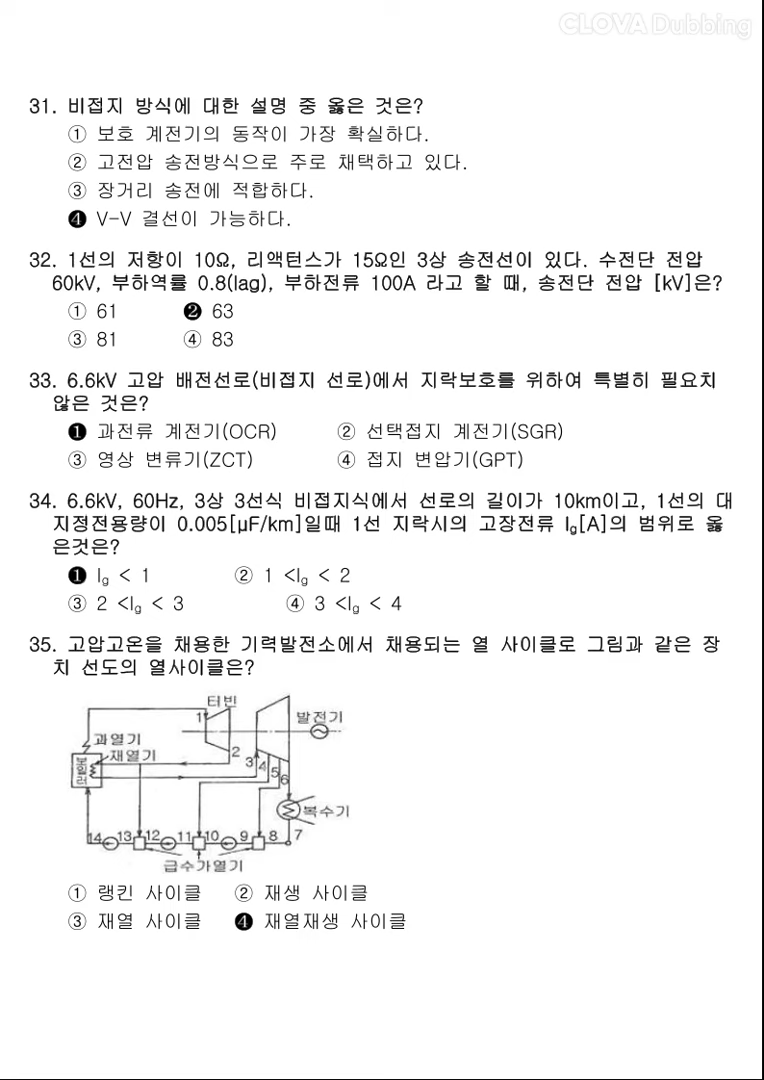 CLOVA Dubbing
31. 비접지 방식에 대한 설명 중 옳은 것은?
① 보호 계전기의 동작이 가장 확실하다.
② 고전압 송전방식으로 주로 채택하고 있다.
③ 장거리 송전에 적합하다.
❹ V-V 결선이 가능하다.
32. 1선의 저항이 10Ω, 리액턴스가 15Ω인 3상 송전선이 있다. 수전단 전압
60kV, 부하역률 0.8(lag), 부하전류 100A 라고 할 때, 송전단 전압 [kV]은?
① 61 ❷ 63
③ 81 ④ 83
33. 6.6kV 고압 배전선로(비접지 선로)에서 지락보호를 위하여 특별히 필요치
않은 것은?
❶ 과전류 계전기(OCR) ② 선택접지 계전기(SGR)
③ 영상 변류기(ZCT) ④ 접지 변압기(GPT)
34. 6.6kV, 60Hz, 3상 3선식 비접지식에서 선로의 길이가 10km이고, 1선의 대
지정전용량이 0.005[μF/km]일때 1선 지락시의 고장전류 Ig[A]의 범위로 옳
은것은?
❶ Ig < 1 ② 1 <Ig < 2
③ 2 <Ig < 3 ④ 3 <Ig < 4
35. 고압고온을 채용한 기력발전소에서 채용되는 열 사이클로 그림과 같은 장
치 선도의 열사이클은?
터빈
1
발전기
과열기
재열기
2
3 4 5 6
보일러
복수기
14 13 12 11 10 9 8 7
급수가열기
① 랭킨 사이클 ② 재생 사이클
③ 재열 사이클 ❹ 재열재생 사이클